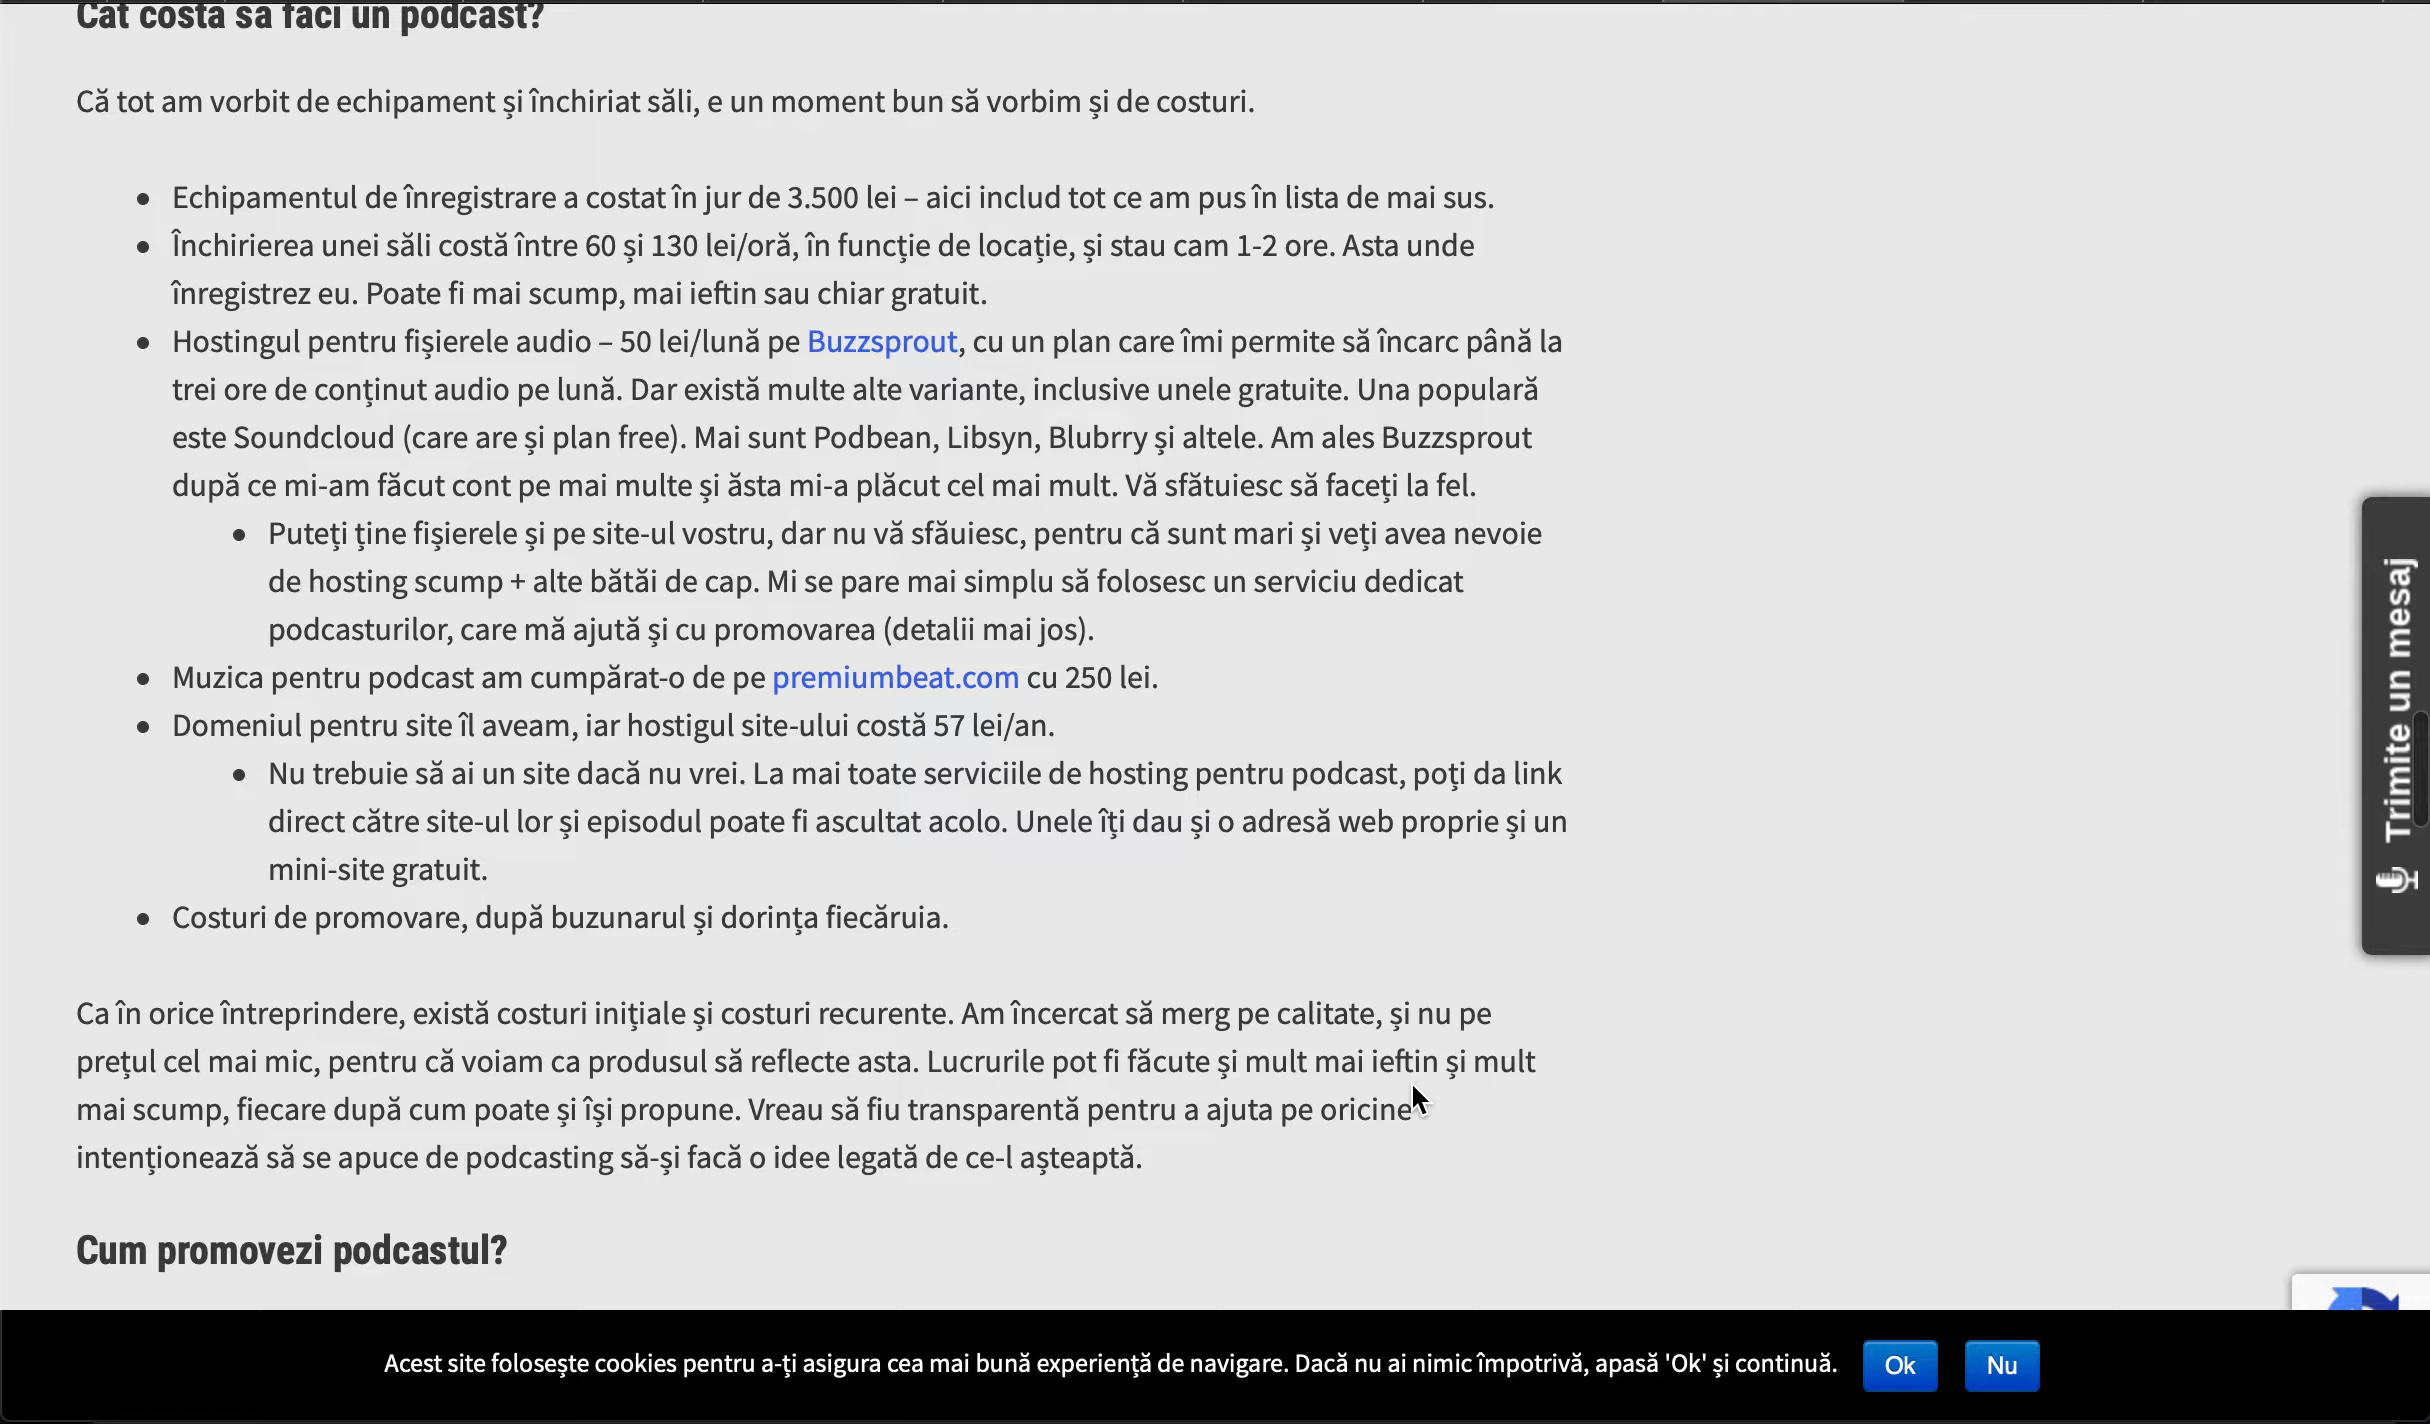 Cât costă să faci un podcast?
Că tot am vorbit de echipament și închiriat săli, e un moment bun să vorbim și de costuri.
Echipamentul de înregistrare a costat în jur de 3.500 lei – aici includ tot ce am pus în lista de mai sus.
Închirierea unei săli costă între 60 și 130 lei/oră, în funcție de locație, și stau cam 1-2 ore. Asta unde
înregistrez eu. Poate fi mai scump, mai ieftin sau chiar gratuit.
Hostingul pentru fișierele audio – 50 lei/lună pe Buzzsprout, cu un plan care îmi permite să încarc până la
trei ore de conținut audio pe lună. Dar există multe alte variante, inclusive unele gratuite. Una populară
este Soundcloud (care are și plan free). Mai sunt Podbean, Libsyn, Blubrry și altele. Am ales Buzzsprout
după ce mi-am făcut cont pe mai multe și ăsta mi-a plăcut cel mai mult. Vă sfătuiesc să faceți la fel.
Puteți ține fișierele și pe site-ul vostru, dar nu vă sfăuiesc, pentru că sunt mari și veți avea nevoie
de hosting scump + alte bătăi de cap. Mi se pare mai simplu să folosesc un serviciu dedicat
podcasturilor, care mă ajută și cu promovarea (detalii mai jos).
Muzica pentru podcast am cumpărat-o de pe premiumbeat.com cu 250 lei.
Domeniul pentru site îl aveam, iar hostigul site-ului costă 57 lei/an.
Nu trebuie să ai un site dacă nu vrei. La mai toate serviciile de hosting pentru podcast, poți da link
direct către site-ul lor și episodul poate fi ascultat acolo. Unele îți dau și o adresă web proprie și un
mini-site gratuit.
Costuri de promovare, după buzunarul și dorința fiecăruia.
Ca în orice întreprindere, există costuri inițiale și costuri recurente. Am încercat să merg pe calitate, și nu pe
prețul cel mai mic, pentru că voiam ca produsul să reflecte asta. Lucrurile pot fi făcute și mult mai ieftin și mult
mai scump, fiecare după cum poate și își propune. Vreau să fiu transparentă pentru a ajuta pe oricine
intenționează să se apuce de podcasting să-și facă o idee legată de ce-l așteaptă.
Cum promovezi podcastul?
Trimite un mesaj
Acest site folosește cookies pentru a-ți asigura cea mai bună experiență de navigare. Dacă nu ai nimic împotrivă, apasă 'Ok' și continuă.
Ok
Nu